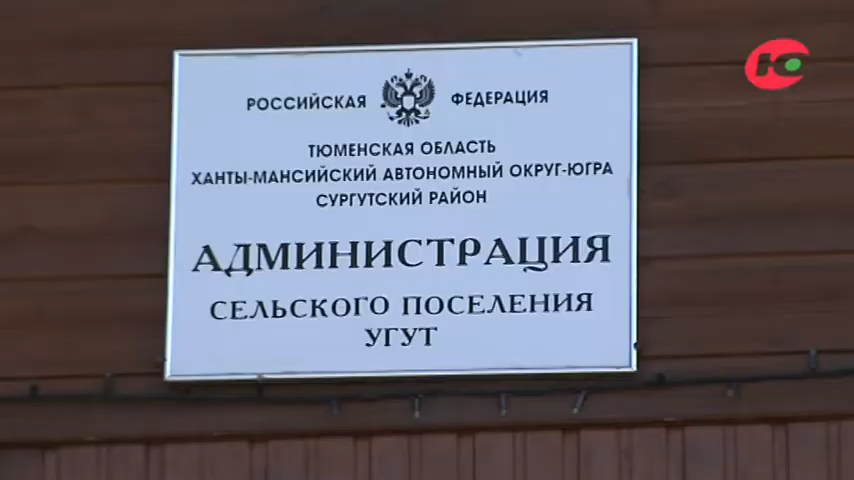 РОССИЙСКАЯ ФЕДЕРАЦИЯ
ТЮМЕНСКАЯ ОБЛАСТЬ
ХАНТЫ-МАНСИЙСКИЙ АВТОНОМНЫЙ ОКРУГ-ЮГРА
СУРГУТСКИЙ РАЙОН
АДМИНИСТРАЦИЯ
СЕЛЬСКОГО ПОСЕЛЕНИЯ
УГУТ
Ю